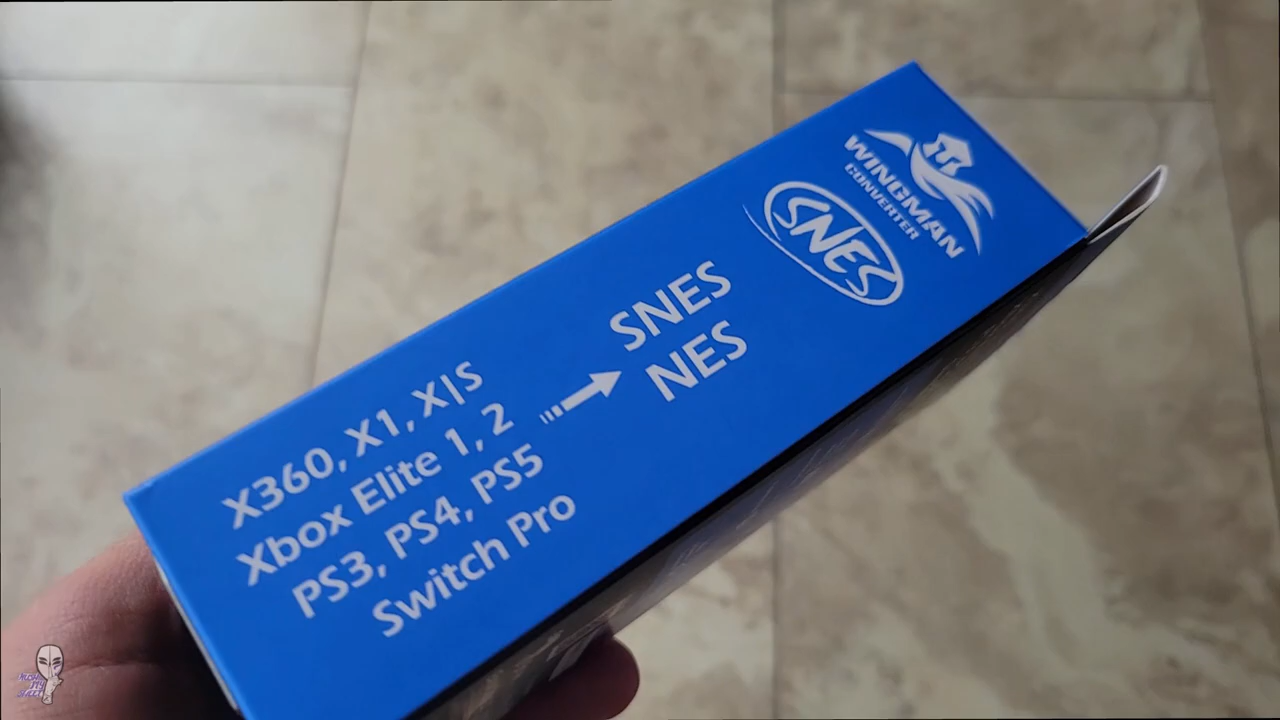 X360, X1, X|S
Xbox Elite 1, 2
PS3, PS4, PS5
Switch Pro
SNES
NES
SNES
WINGMAN
CONVERTER